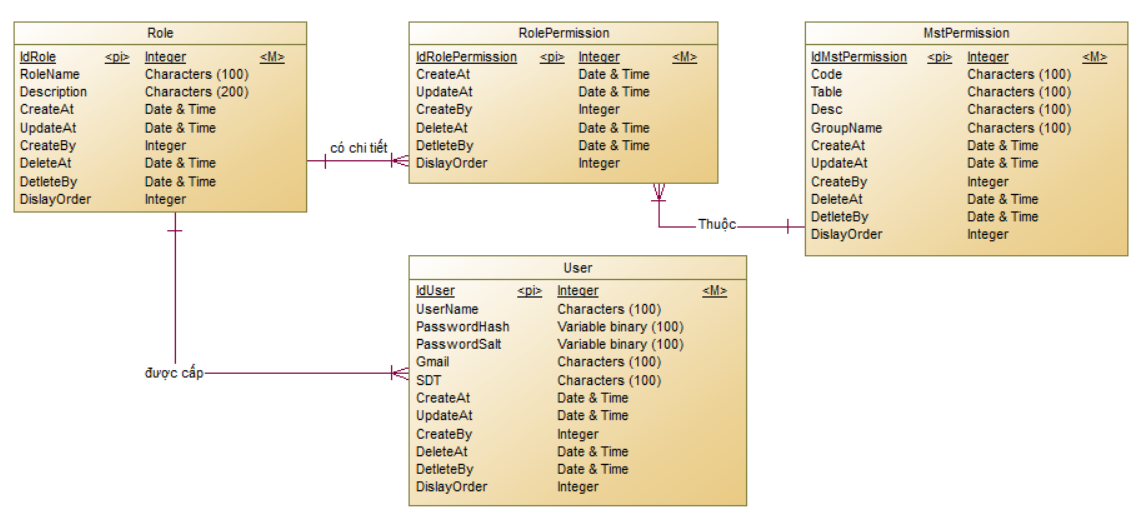 Role
IdRole <pi> Integer <M>
RoleName Characters (100)
Description Characters (200)
CreateAt Date & Time
UpdateAt Date & Time
CreateBy Integer
DeleteAt Date & Time
DetleteBy Date & Time
DislayOrder Integer
có chi tiết
RolePermission
IdRolePermission <pi> Integer <M>
CreateAt Date & Time
UpdateAt Date & Time
CreateBy Integer
DeleteAt Date & Time
DetleteBy Date & Time
DislayOrder Integer
Thuộc
MstPermission
IdMstPermission <pi> Integer <M>
Code Characters (100)
Table Characters (100)
Desc Characters (100)
GroupName Characters (100)
CreateAt Date & Time
UpdateAt Date & Time
CreateBy Integer
DeleteAt Date & Time
DetleteBy Date & Time
DislayOrder Integer
được cấp
User
IdUser <pi> Integer <M>
UserName Characters (100)
PasswordHash Variable binary (100)
PasswordSalt Variable binary (100)
Gmail Characters (100)
SDT Characters (100)
CreateAt Date & Time
UpdateAt Date & Time
CreateBy Integer
DeleteAt Date & Time
DetleteBy Date & Time
DislayOrder Integer